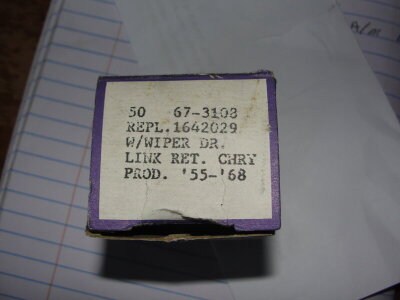 50 67-3108
REPL.1642029
W/WIPER DR.
LINK RET. CHRY
PROD. '55-'68